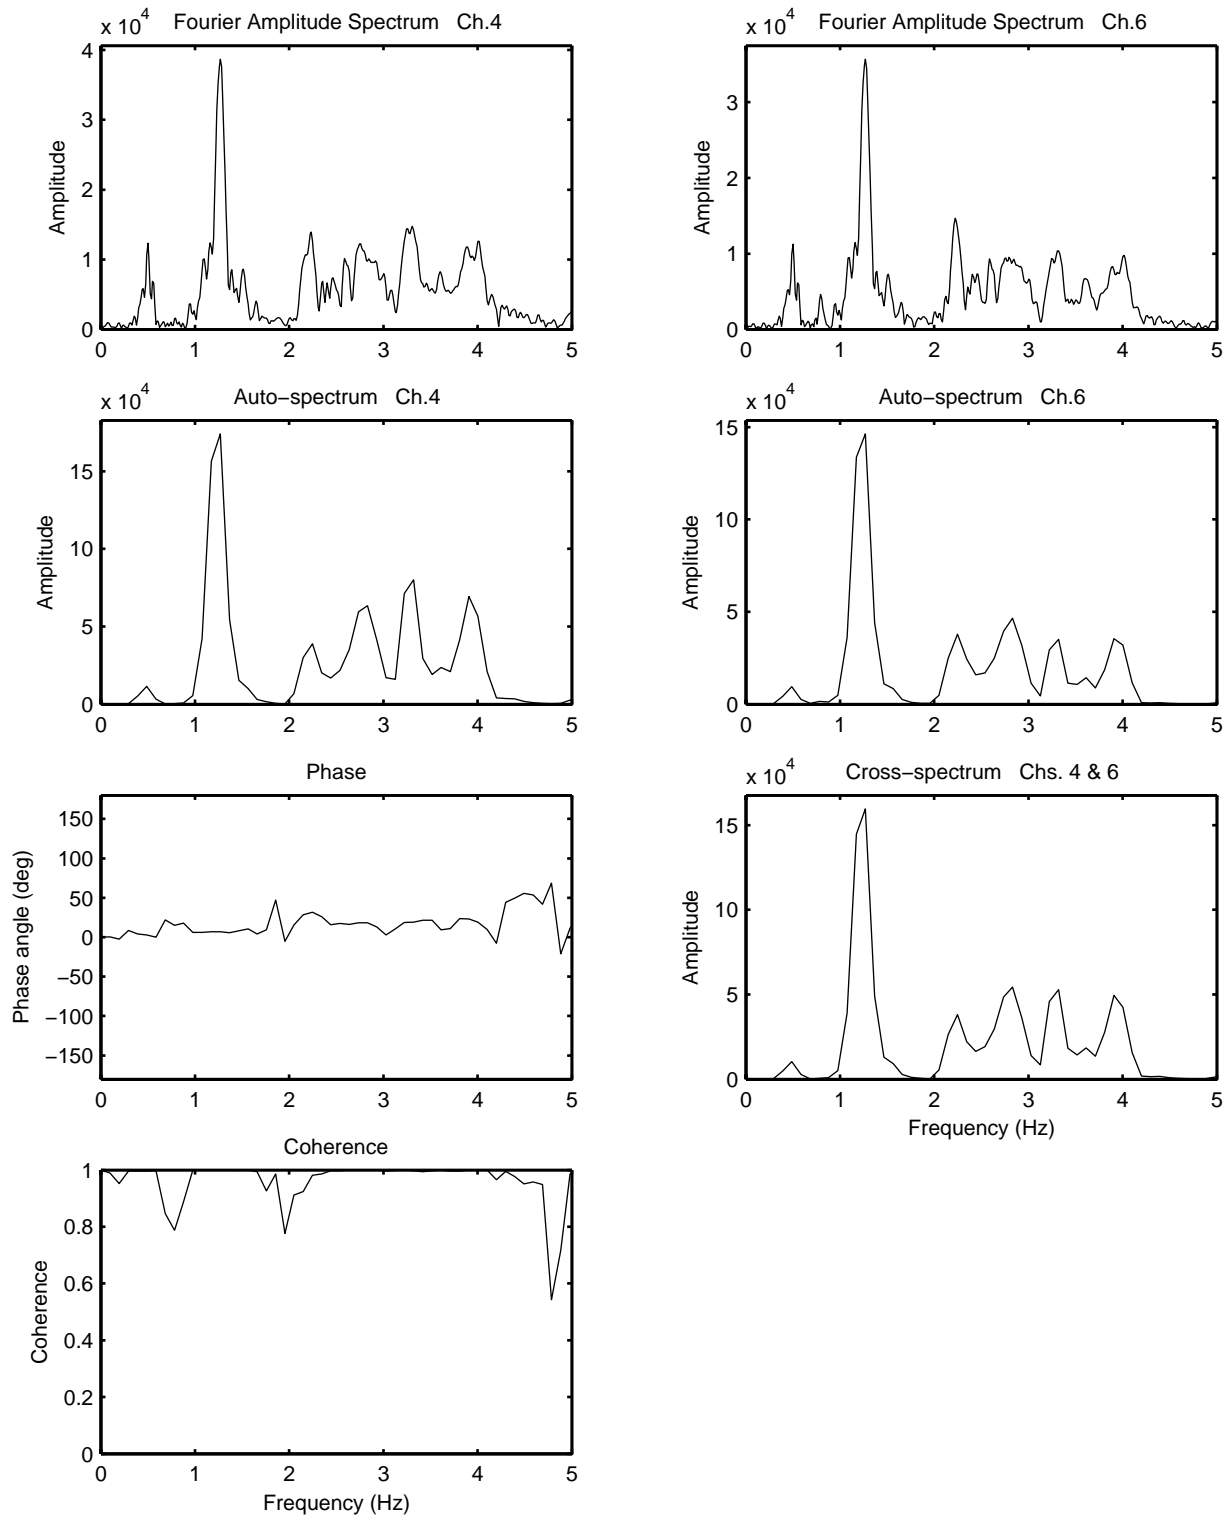 x 10^4 Fourier Amplitude Spectrum Ch.4
4
3
2
1
0
Amplitude
0 1 2 3 4 5
x 10^4 Fourier Amplitude Spectrum Ch.6
3
2
1
0
Amplitude
0 1 2 3 4 5
x 10^4 Auto−spectrum Ch.4
15
10
5
0
Amplitude
0 1 2 3 4 5
x 10^4 Auto−spectrum Ch.6
15
10
5
0
Amplitude
0 1 2 3 4 5
Phase
150
100
50
0
−50
−100
−150
Phase angle (deg)
0 1 2 3 4 5
x 10^4 Cross−spectrum Chs. 4 & 6
15
10
5
0
Amplitude
0 1 2 3 4 5
Frequency (Hz)
Coherence
1
0.8
0.6
0.4
0.2
0
Coherence
0 1 2 3 4 5
Frequency (Hz)